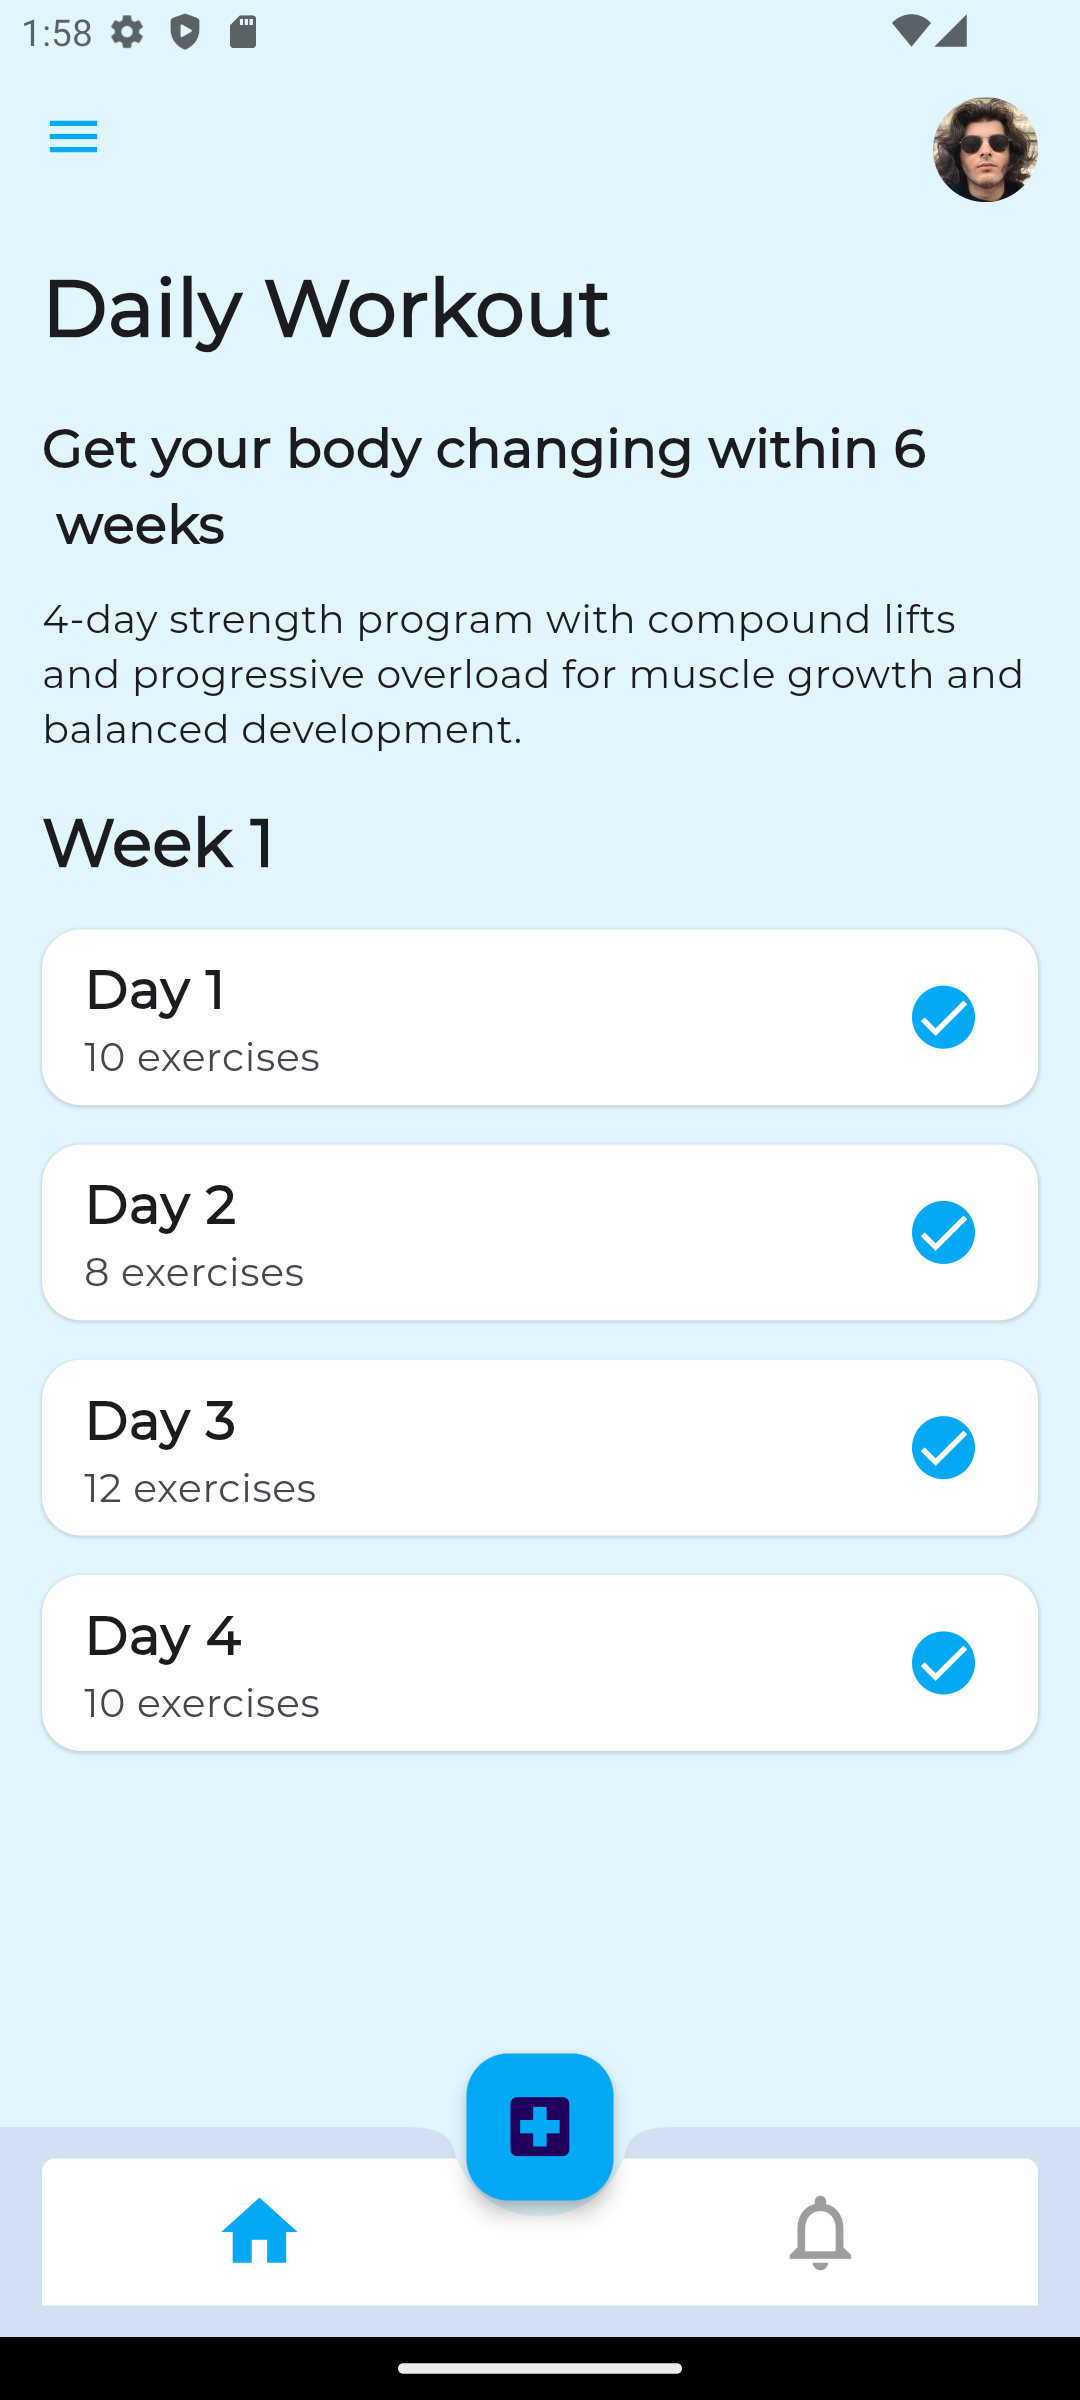 1:58
Daily Workout
Get your body changing within 6
weeks
4-day strength program with compound lifts
and progressive overload for muscle growth and
balanced development.
Week 1
Day 1
10 exercises
Day 2
8 exercises
Day 3
12 exercises
Day 4
10 exercises